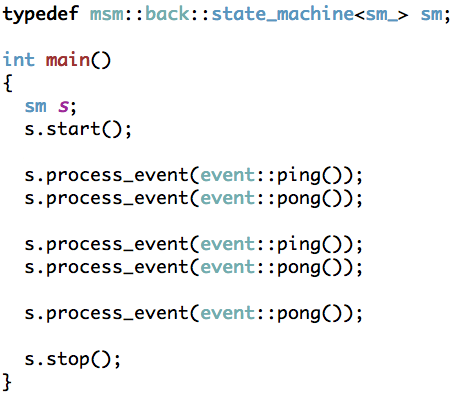 typedef msm::back::state_machine<sm_> sm;
int main()
{
sm s;
s.start();
s.process_event(event::ping());
s.process_event(event::pong());
s.process_event(event::ping());
s.process_event(event::pong());
s.process_event(event::pong());
s.stop();
}